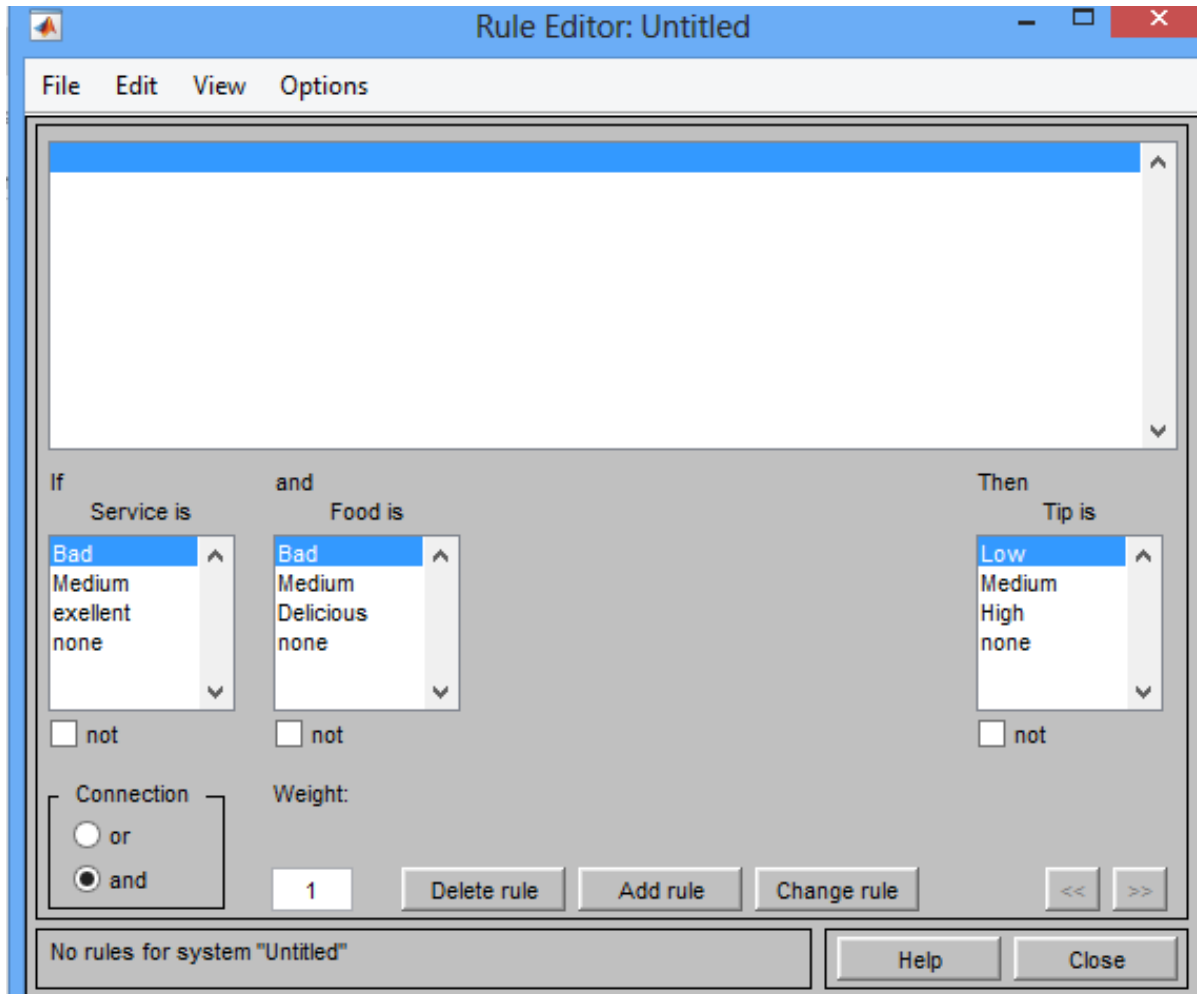 Rule Editor: Untitled
File Edit View Options
If and Then
Service is Food is Tip is
Bad Bad Low
Medium Medium Medium
exellent Delicious High
none none none
not not not
Connection Weight:
or
and 1 Delete rule Add rule Change rule << >>
No rules for system "Untitled" Help Close